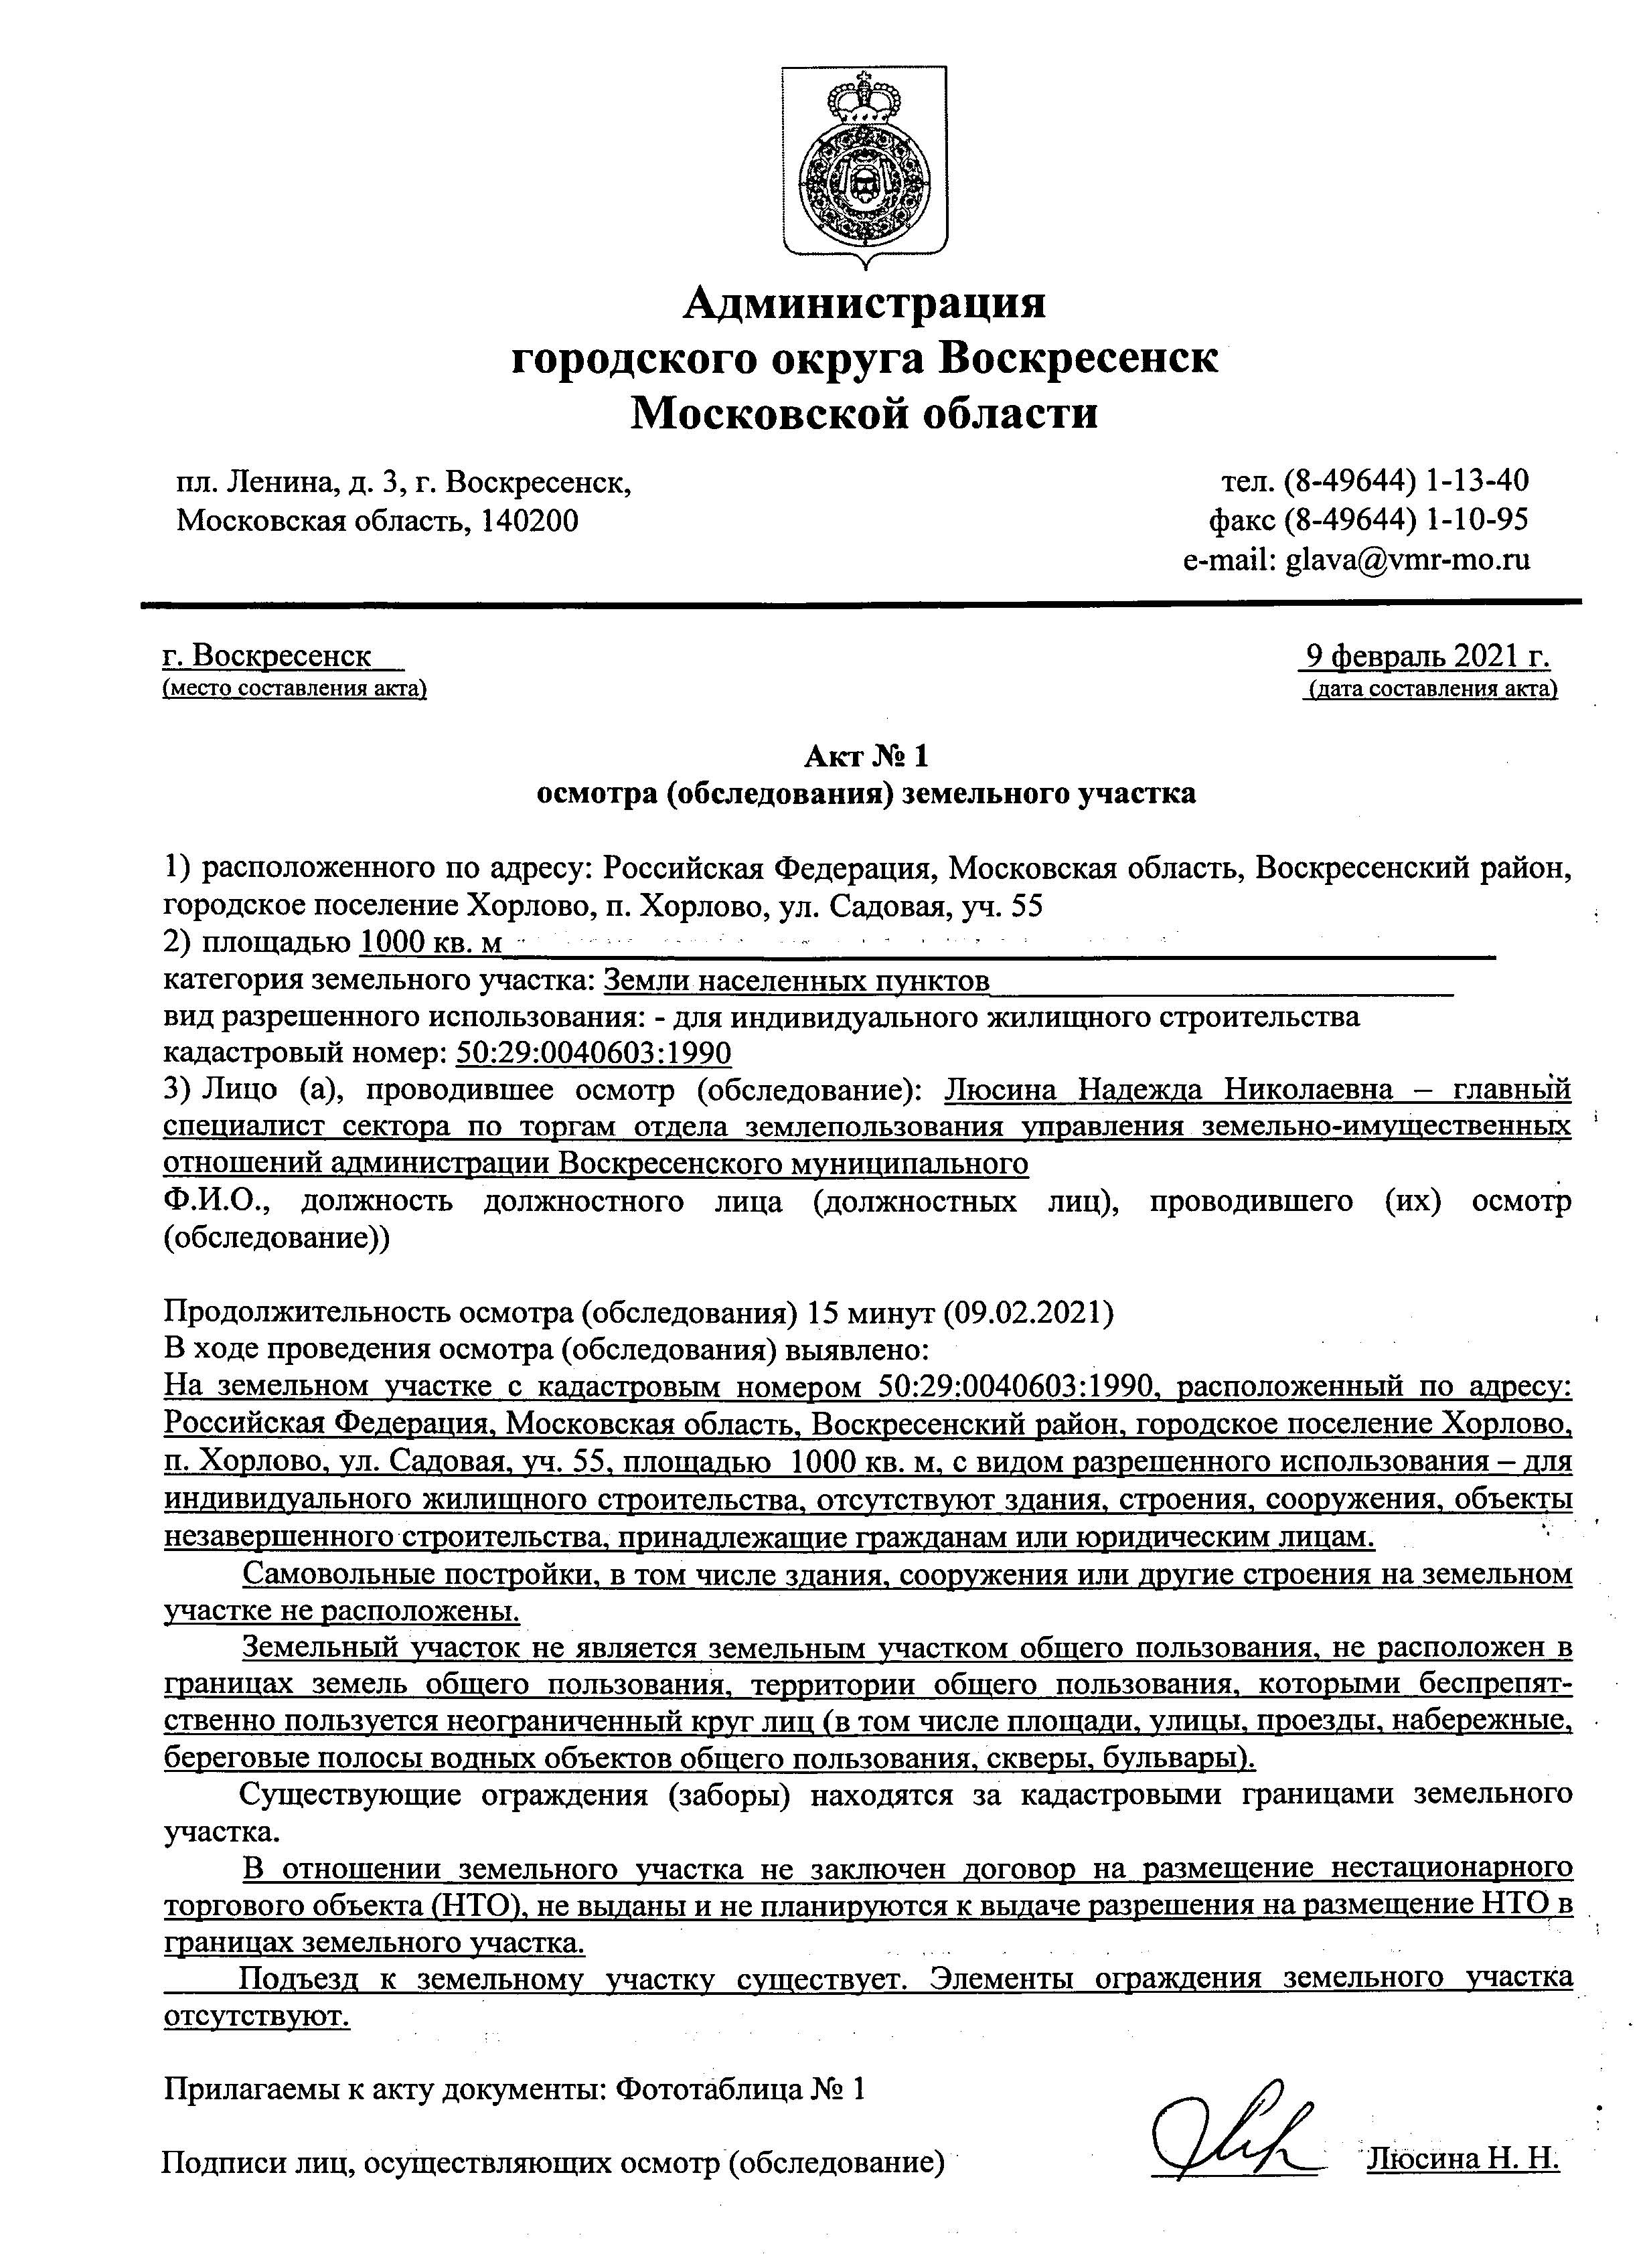 Администрация
городского округа Воскресенск
Московской области
пл. Ленина, д. 3, г. Воскресенск,
Московская область, 140200
тел. (8-49644) 1-13-40
факс (8-49644) 1-10-95
e-mail: glava@vmr-mo.ru
г. Воскресенск
(место составления акта)
9 февраль 2021 г.
(дата составления акта)
Акт № 1
осмотра (обследования) земельного участка
1) расположенного по адресу: Российская Федерация, Московская область, Воскресенский район,
городское поселение Хорлово, п. Хорлово, ул. Садовая, уч. 55
2) площадью 1000 кв. м
категория земельного участка: Земли населенных пунктов
вид разрешенного использования: - для индивидуального жилищного строительства
кадастровый номер: 50:29:0040603:1990
3) Лицо (а), проводившее осмотр (обследование): Люсина Надежда Николаевна – главный
специалист сектора по торгам отдела землепользования управления земельно-имущественных
отношений администрации Воскресенского муниципального
Ф.И.О., должность должностного лица (должностных лиц), проводившего (их) осмотр
(обследование))
Продолжительность осмотра (обследования) 15 минут (09.02.2021)
В ходе проведения осмотра (обследования) выявлено:
На земельном участке с кадастровым номером 50:29:0040603:1990, расположенный по адресу:
Российская Федерация, Московская область, Воскресенский район, городское поселение Хорлово,
п. Хорлово, ул. Садовая, уч. 55, площадью 1000 кв. м, с видом разрешенного использования – для
индивидуального жилищного строительства, отсутствуют здания, строения, сооружения, объекты
незавершенного строительства, принадлежащие гражданам или юридическим лицам.
Самовольные постройки, в том числе здания, сооружения или другие строения на земельном
участке не расположены.
Земельный участок не является земельным участком общего пользования, не расположен в
границах земель общего пользования, территории общего пользования, которыми беспрепят-
ственно пользуется неограниченный круг лиц (в том числе площади, улицы, проезды, набережные,
береговые полосы водных объектов общего пользования, скверы, бульвары).
Существующие ограждения (заборы) находятся за кадастровыми границами земельного
участка.
В отношении земельного участка не заключен договор на размещение нестационарного
торгового объекта (НТО), не выданы и не планируются к выдаче разрешения на размещение НТО в
границах земельного участка.
Подъезд к земельному участку существует. Элементы ограждения земельного участка
отсутствуют.
Прилагаемы к акту документы: Фототаблица № 1
Подписи лиц, осуществляющих осмотр (обследование)
Люсина Н. Н.